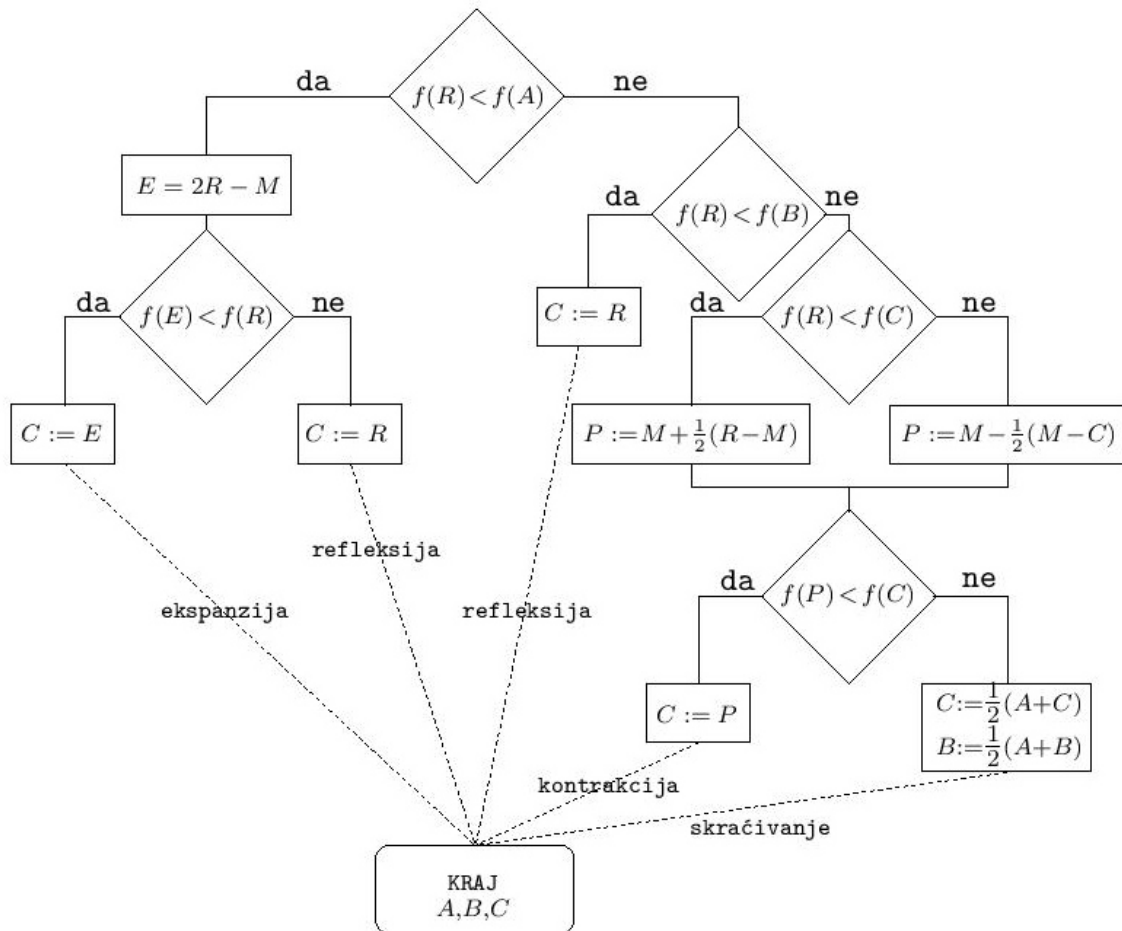 da
f(R)<f(A)
ne
E = 2R − M
da
f(R)<f(B)
ne
da
f(E)<f(R)
ne
C := R
da
f(R)<f(C)
ne
C := E
C := R
P :=M+½(R−M)
P :=M−½(M−C)
refleksija
ekspanzija
refleksija
da
f(P)<f(C)
ne
C := P
C:=½(A+C)
B:=½(A+B)
kontrakcija
skraćivanje
KRAJ
A,B,C